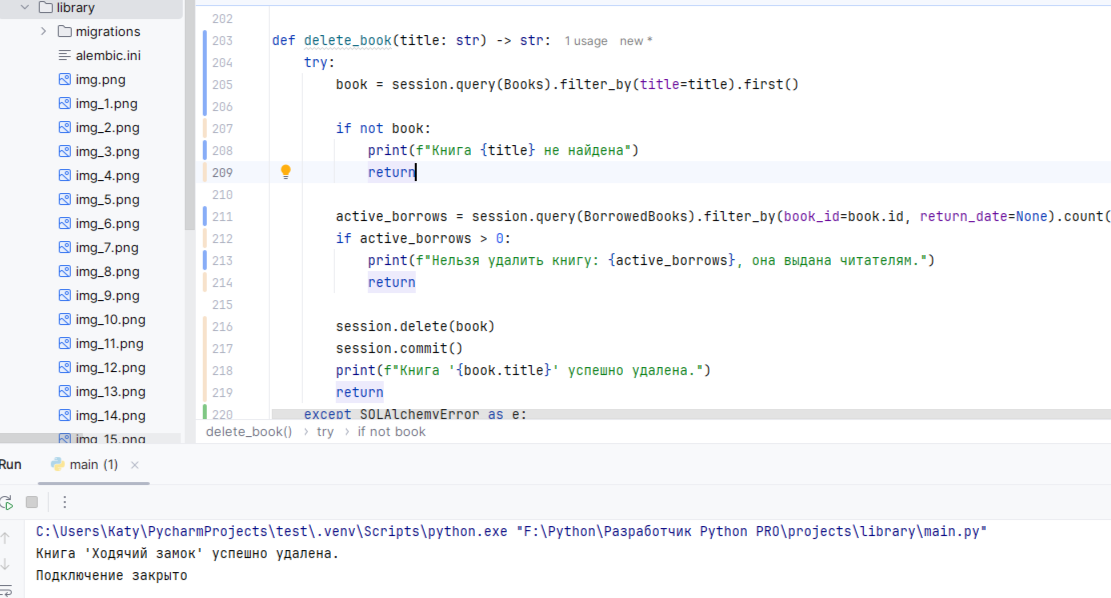 library
migrations
alembic.ini
img.png
img_1.png
img_2.png
img_3.png
img_4.png
img_5.png
img_6.png
img_7.png
img_8.png
img_9.png
img_10.png
img_11.png
img_12.png
img_13.png
img_14.png
img_15.png
202
203 def delete_book(title: str) -> str: 1 usage new *
204 try:
205 book = session.query(Books).filter_by(title=title).first()
206
207 if not book:
208 print(f"Книга {title} не найдена")
209 return
210
211 active_borrows = session.query(BorrowedBooks).filter_by(book_id=book.id, return_date=None).count(
212 if active_borrows > 0:
213 print(f"Нельзя удалить книгу: {active_borrows}, она выдана читателям.")
214 return
215
216 session.delete(book)
217 session.commit()
218 print(f"Книга '{book.title}' успешно удалена.")
219 return
220 except SQLAlchemyError as e:
delete_book() › try › if not book
Run main (1) ×
C:\Users\Katy\PycharmProjects\test\.venv\Scripts\python.exe "F:\Python\Разработчик Python PRO\projects\library\main.py"
Книга 'Ходячий замок' успешно удалена.
Подключение закрыто